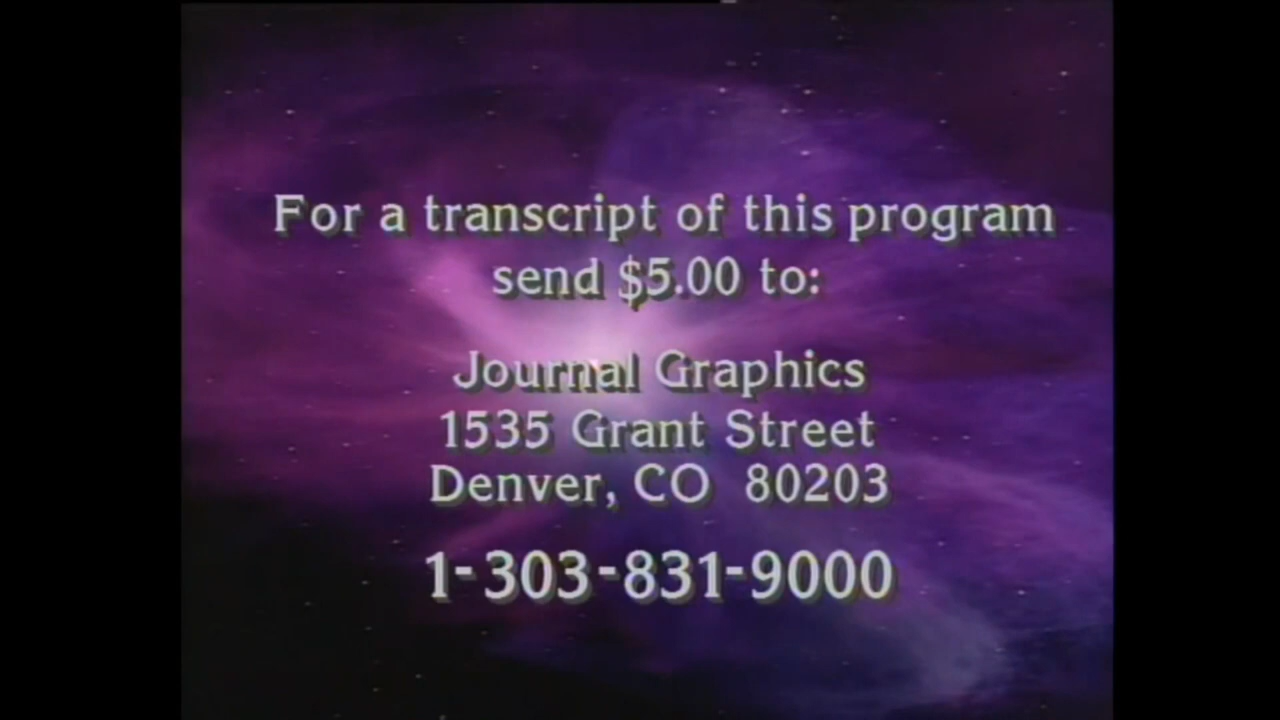 For a transcript of this program
send $5.00 to:
Journal Graphics
1535 Grant Street
Denver, CO 80203
1-303-831-9000